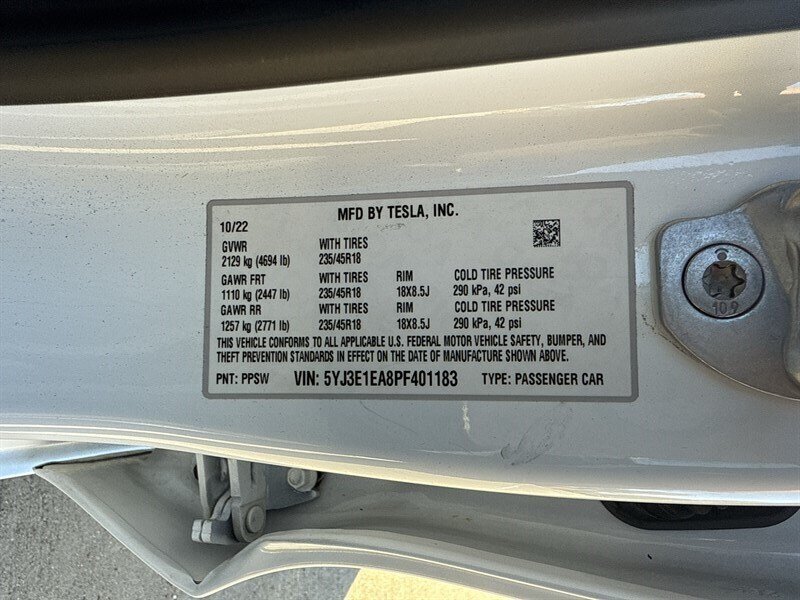 MFD BY TESLA, INC.
10/22
GVWR WITH TIRES
2129 kg (4694 lb) 235/45R18
GAWR FRT WITH TIRES RIM COLD TIRE PRESSURE
1110 kg (2447 lb) 235/45R18 18X8.5J 290 kPa, 42 psi
GAWR RR WITH TIRES RIM COLD TIRE PRESSURE
1257 kg (2771 lb) 235/45R18 18X8.5J 290 kPa, 42 psi
THIS VEHICLE CONFORMS TO ALL APPLICABLE U.S. FEDERAL MOTOR VEHICLE SAFETY, BUMPER, AND
THEFT PREVENTION STANDARDS IN EFFECT ON THE DATE OF MANUFACTURE SHOWN ABOVE.
PNT: PPSW VIN: 5YJ3E1EA8PF401183 TYPE: PASSENGER CAR
10.9